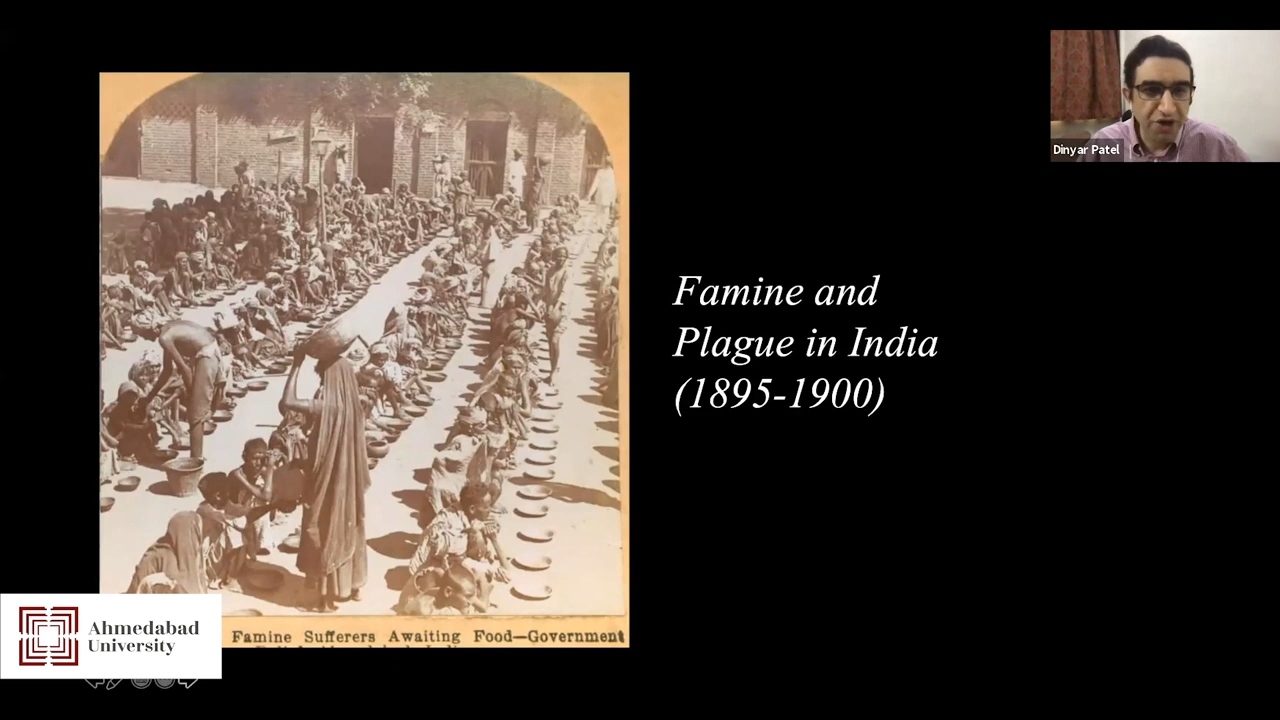 Dinyar Patel
Famine and
Plague in India
(1895-1900)
Famine Sufferers Awaiting Food—Government
Ahmedabad
University